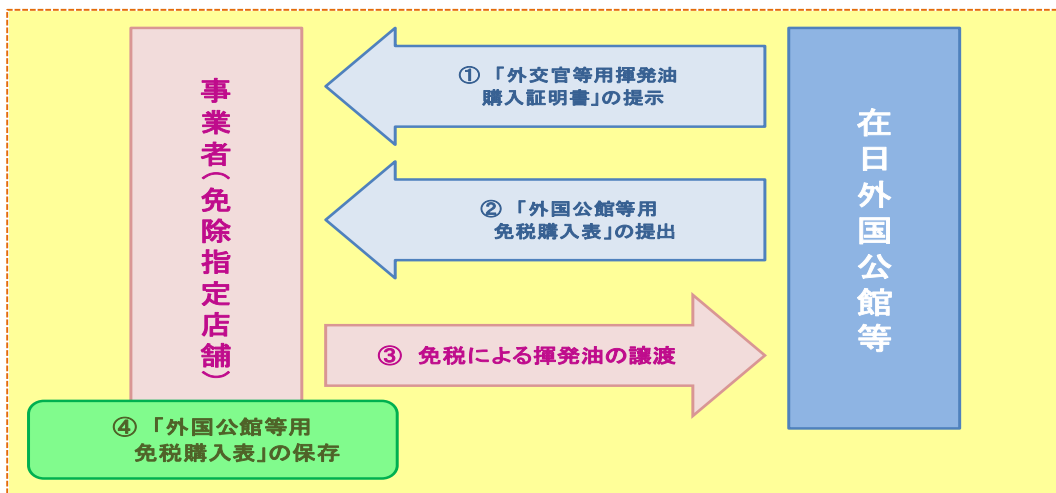 事業者(免除指定店舗)
① 「外交官等用揮発油
購入証明書」の提示
② 「外国公館等用
免税購入表」の提出
③ 免税による揮発油の譲渡
④ 「外国公館等用
免税購入表」の保存
在日外国公館等